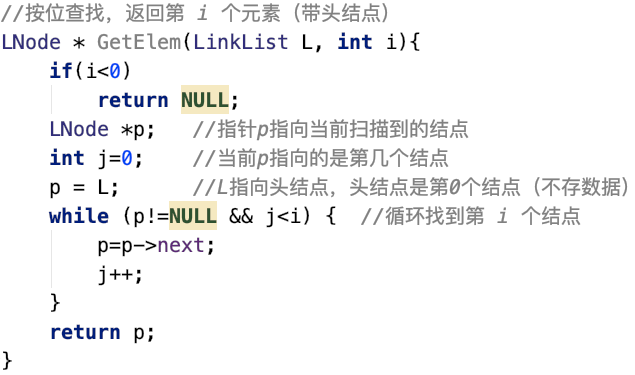 //按位查找，返回第 i 个元素（带头结点）
LNode * GetElem(LinkList L, int i){
    if(i<0)
        return NULL;
    LNode *p;   //指针p指向当前扫描到的结点
    int j=0;    //当前p指向的是第几个结点
    p = L;      //L指向头结点，头结点是第0个结点（不存数据）
    while (p!=NULL && j<i) {  //循环找到第 i 个结点
        p=p->next;
        j++;
    }
    return p;
}